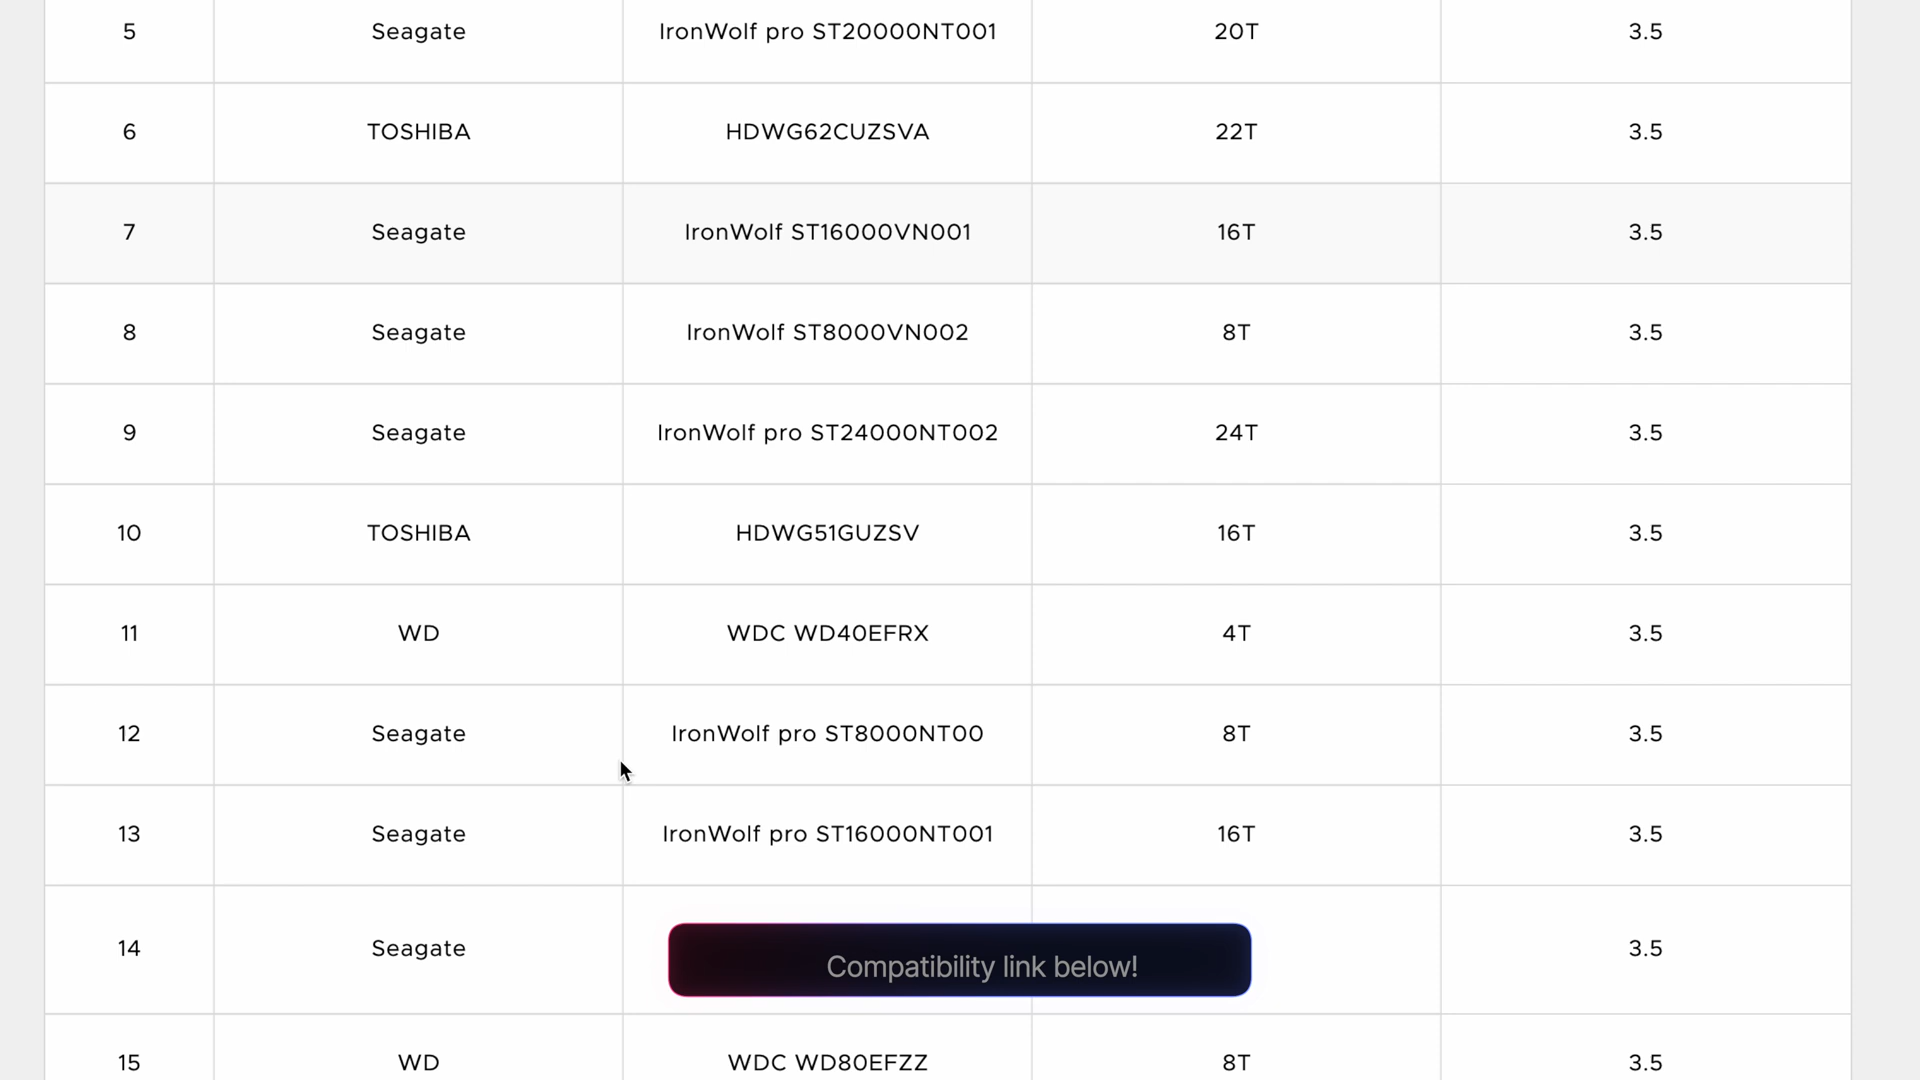 5 Seagate IronWolf pro ST20000NT001 20T 3.5
6 TOSHIBA HDWG62CUZSVA 22T 3.5
7 Seagate IronWolf ST16000VN001 16T 3.5
8 Seagate IronWolf ST8000VN002 8T 3.5
9 Seagate IronWolf pro ST24000NT002 24T 3.5
10 TOSHIBA HDWG51GUZSV 16T 3.5
11 WD WDC WD40EFRX 4T 3.5
12 Seagate IronWolf pro ST8000NT00 8T 3.5
13 Seagate IronWolf pro ST16000NT001 16T 3.5
14 Seagate 3.5
Compatibility link below!
15 WD WDC WD80EFZZ 8T 3.5